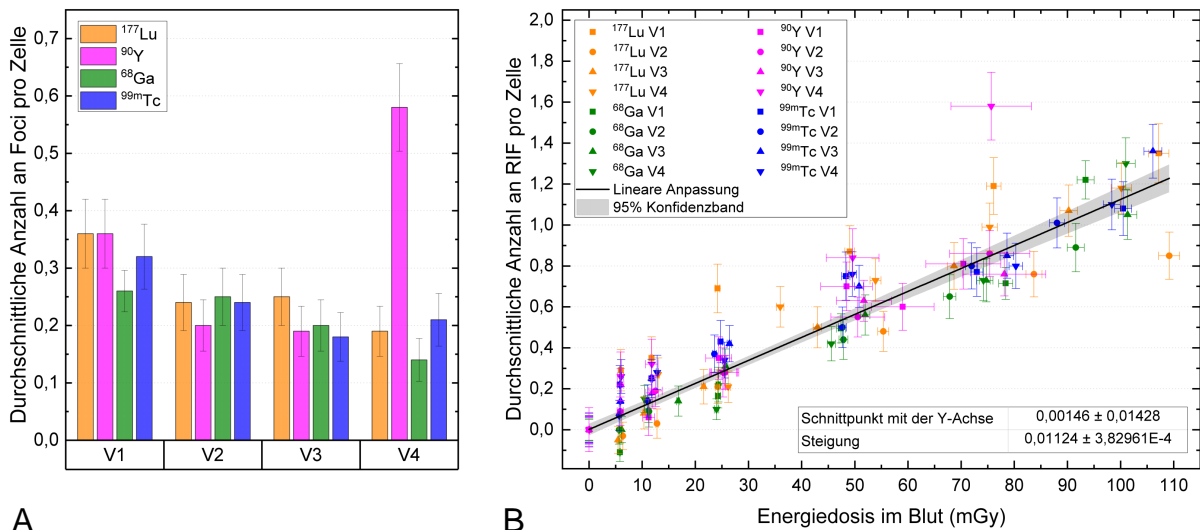 Durchschnittliche Anzahl an Foci pro Zelle
0,7
0,6
0,5
0,4
0,3
0,2
0,1
0,0
¹⁷⁷Lu
⁹⁰Y
⁶⁸Ga
⁹⁹ᵐTc
V1 V2 V3 V4
A
Durchschnittliche Anzahl an RIF pro Zelle
2,0
1,8
1,6
1,4
1,2
1,0
0,8
0,6
0,4
0,2
0,0
¹⁷⁷Lu V1
¹⁷⁷Lu V2
¹⁷⁷Lu V3
¹⁷⁷Lu V4
⁶⁸Ga V1
⁶⁸Ga V2
⁶⁸Ga V3
⁶⁸Ga V4
⁹⁰Y V1
⁹⁰Y V2
⁹⁰Y V3
⁹⁰Y V4
⁹⁹ᵐTc V1
⁹⁹ᵐTc V2
⁹⁹ᵐTc V3
⁹⁹ᵐTc V4
Lineare Anpassung
95% Konfidenzband
Schnittpunkt mit der Y-Achse 0,00146 ± 0,01428
Steigung 0,01124 ± 3,82961E-4
0 10 20 30 40 50 60 70 80 90 100 110
Energiedosis im Blut (mGy)
B